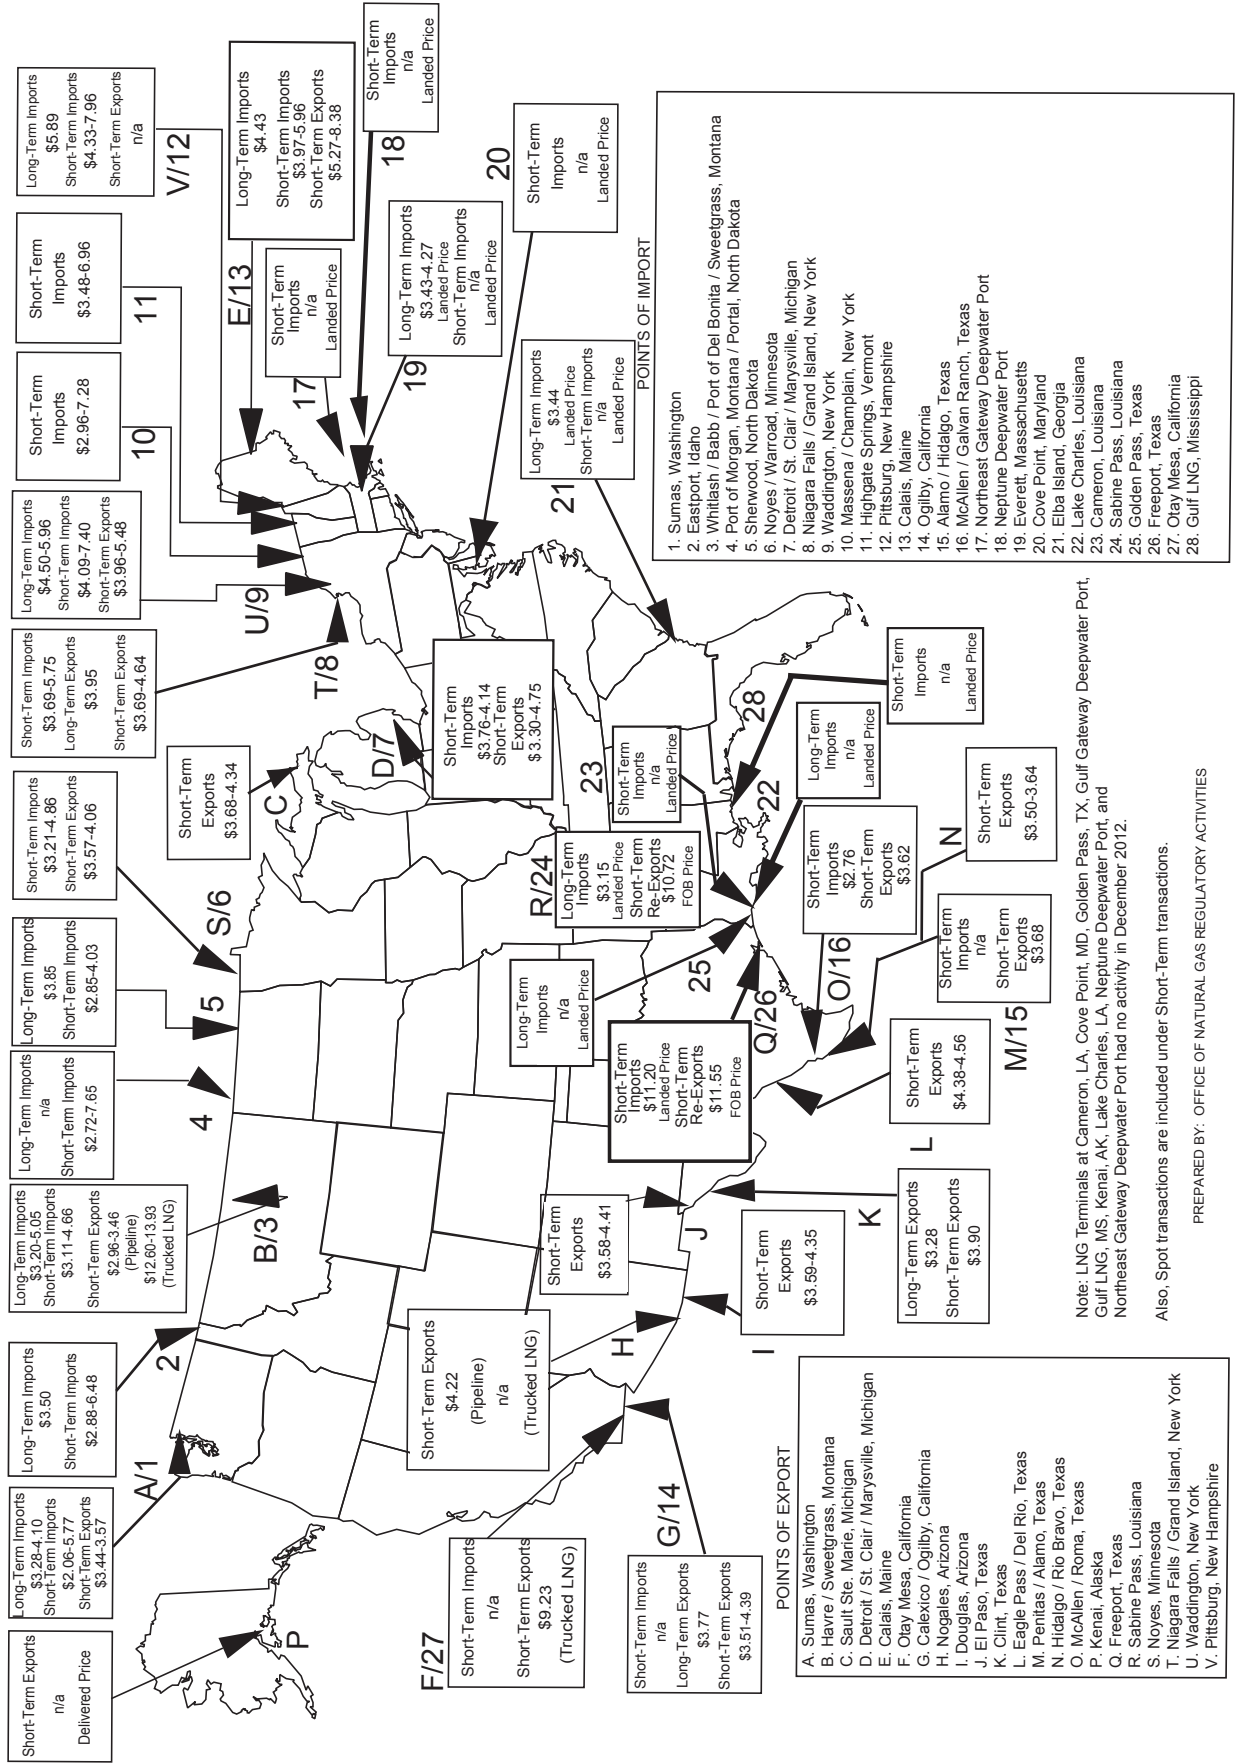 Short-Term Exports
n/a
Delivered Price
P
Long-Term Imports
$3.28-4.10
Short-Term Imports
$2.06-5.77
Short-Term Exports
$3.44-3.57
A/1
Long-Term Imports
$3.50
Short-Term Imports
$2.88-6.48
2
Long-Term Imports
$3.20-5.05
Short-Term Imports
$3.11-4.66
Short-Term Exports
$2.96-3.46
(Pipeline)
$12.60-13.93
(Trucked LNG)
B/3
Long-Term Imports
n/a
Short-Term Imports
$2.72-7.65
4
Long-Term Imports
$3.85
Short-Term Imports
$2.85-4.03
5
Short-Term Imports
$3.21-4.86
Short-Term Exports
$3.57-4.06
S/6
Short-Term
Exports
$3.68-4.34
C
Short-Term Imports
$3.69-5.75
Long-Term Exports
$3.95
Short-Term Exports
$3.69-4.64
T/8
Long-Term Imports
$4.50-5.96
Short-Term Imports
$4.09-7.40
Short-Term Exports
$3.96-5.48
U/9
Short-Term
Imports
$2.96-7.28
10
Short-Term
Imports
$3.48-6.96
11
Long-Term Imports
$5.89
Short-Term Imports
$4.33-7.96
Short-Term Exports
n/a
V/12
Long-Term Imports
$4.43
Short-Term Imports
$3.97-5.96
Short-Term Exports
$5.27-8.38
E/13
Short-Term
Imports
n/a
Landed Price
17
Short-Term
Imports
n/a
Landed Price
18
Long-Term Imports
$3.43-4.27
Landed Price
Short-Term Imports
n/a
Landed Price
19
Short-Term
Imports
n/a
Landed Price
20
Long-Term Imports
$3.44
Landed Price
Short-Term Imports
n/a
Landed Price
21
D/7
Short-Term
Imports
$3.76-4.14
Short-Term
Exports
$3.30-4.75
Short-Term
Imports
n/a
Landed Price
23
R/24
Long-Term
Imports
$3.15
Landed Price
Short-Term
Re-Exports
$10.72
FOB Price
Long-Term
Imports
n/a
Landed Price
25
Short-Term
Imports
$11.20
Landed Price
Short-Term
Re-Exports
$11.55
FOB Price
Q/26
28
Short-Term
Imports
n/a
Landed Price
22
Long-Term
Imports
n/a
Landed Price
Short-Term
Imports
$2.76
Short-Term
Exports
$3.62
O/16
N
Short-Term
Exports
$3.50-3.64
Short-Term
Imports
n/a
Short-Term
Exports
$3.68
M/15
Short-Term
Exports
$4.38-4.56
L
Long-Term Exports
$3.28
Short-Term Exports
$3.90
K
Short-Term
Exports
$3.58-4.41
J
Short-Term
Exports
$3.59-4.35
I
Short-Term Exports
$4.22
(Pipeline)
n/a
(Trucked LNG)
H
F/27
Short-Term Imports
n/a
Short-Term Exports
$9.23
(Trucked LNG)
G/14
Short-Term Imports
n/a
Long-Term Exports
$3.77
Short-Term Exports
$3.51-4.39
POINTS OF EXPORT
A. Sumas, Washington
B. Havre / Sweetgrass, Montana
C. Sault Ste. Marie, Michigan
D. Detroit / St. Clair / Marysville, Michigan
E. Calais, Maine
F. Otay Mesa, California
G. Calexico / Ogilby, California
H. Nogales, Arizona
I. Douglas, Arizona
J. El Paso, Texas
K. Clint, Texas
L. Eagle Pass / Del Rio, Texas
M. Penitas / Alamo, Texas
N. Hidalgo / Rio Bravo, Texas
O. McAllen / Roma, Texas
P. Kenai, Alaska
Q. Freeport, Texas
R. Sabine Pass, Louisiana
S. Noyes, Minnesota
T. Niagara Falls / Grand Island, New York
U. Waddington, New York
V. Pittsburg, New Hampshire
POINTS OF IMPORT
1. Sumas, Washington
2. Eastport, Idaho
3. Whitlash / Babb / Port of Del Bonita / Sweetgrass, Montana
4. Port of Morgan, Montana / Portal, North Dakota
5. Sherwood, North Dakota
6. Noyes / Warroad, Minnesota
7. Detroit / St. Clair / Marysville, Michigan
8. Niagara Falls / Grand Island, New York
9. Waddington, New York
10. Massena / Champlain, New York
11. Highgate Springs, Vermont
12. Pittsburg, New Hampshire
13. Calais, Maine
14. Ogilby, California
15. Alamo / Hidalgo, Texas
16. McAllen / Galvan Ranch, Texas
17. Northeast Gateway Deepwater Port
18. Neptune Deepwater Port
19. Everett, Massachusetts
20. Cove Point, Maryland
21. Elba Island, Georgia
22. Lake Charles, Louisiana
23. Cameron, Louisiana
24. Sabine Pass, Louisiana
25. Golden Pass, Texas
26. Freeport, Texas
27. Otay Mesa, California
28. Gulf LNG, Mississippi
Note: LNG Terminals at Cameron, LA, Cove Point, MD, Golden Pass, TX, Gulf Gateway Deepwater Port,
Gulf LNG, MS, Kenai, AK, Lake Charles, LA, Neptune Deepwater Port, and
Northeast Gateway Deepwater Port had no activity in December 2012.
Also, Spot transactions are included under Short-Term transactions.
PREPARED BY: OFFICE OF NATURAL GAS REGULATORY ACTIVITIES